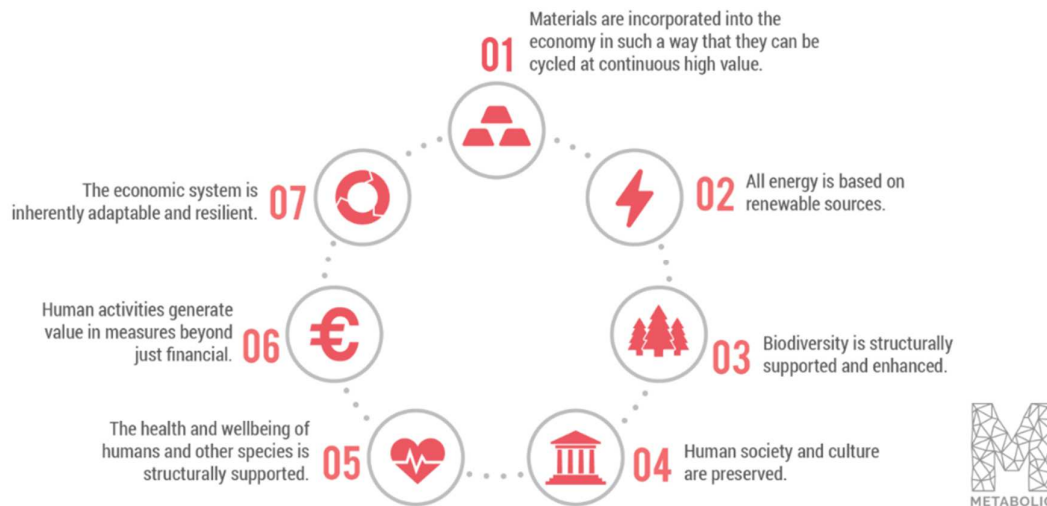 01
Materials are incorporated into the
economy in such a way that they can be
cycled at continuous high value.
02
All energy is based on
renewable sources.
03
Biodiversity is structurally
supported and enhanced.
04
Human society and culture
are preserved.
05
The health and wellbeing of
humans and other species is
structurally supported.
06
Human activities generate
value in measures beyond
just financial.
07
The economic system is
inherently adaptable and resilient.
€
M
METABOLIC